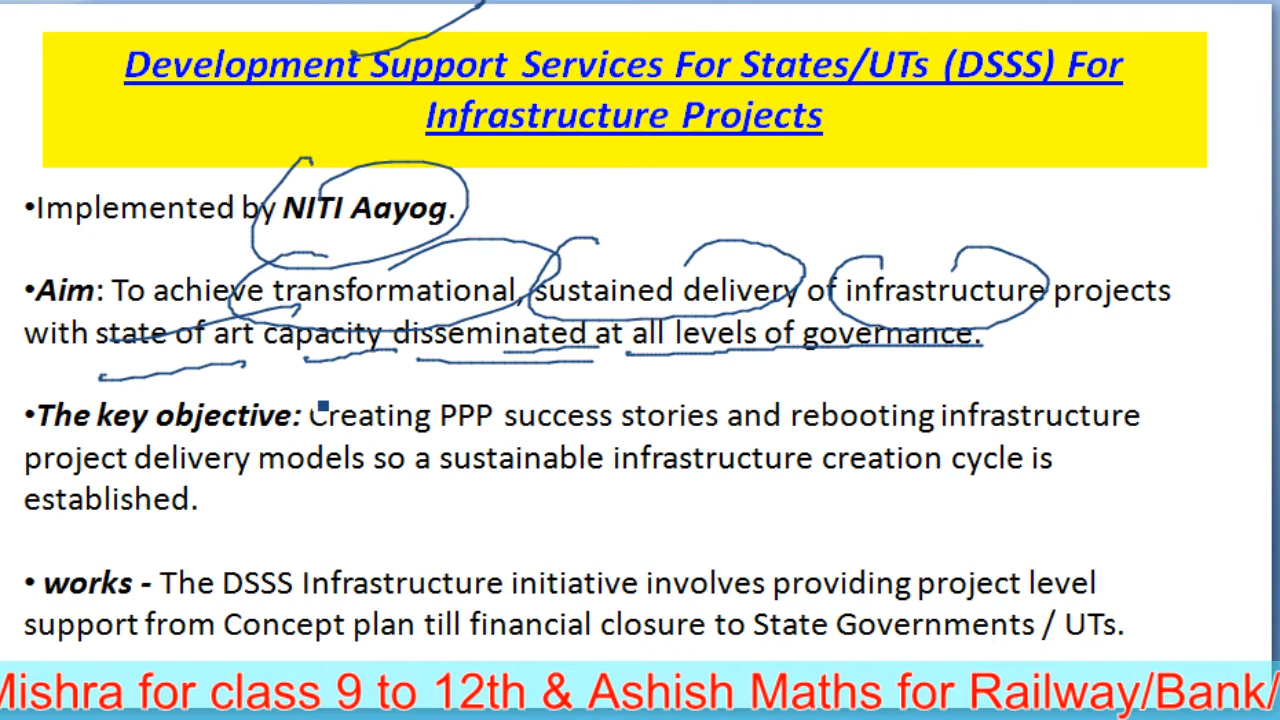 Development Support Services For States/UTs (DSSS) For
Infrastructure Projects
•Implemented by NITI Aayog.
•Aim: To achieve transformational, sustained delivery of infrastructure projects
with state of art capacity disseminated at all levels of governance.
•The key objective: Creating PPP success stories and rebooting infrastructure
project delivery models so a sustainable infrastructure creation cycle is
established.
• works - The DSSS Infrastructure initiative involves providing project level
support from Concept plan till financial closure to State Governments / UTs.
Mishra for class 9 to 12th & Ashish Maths for Railway/Bank/